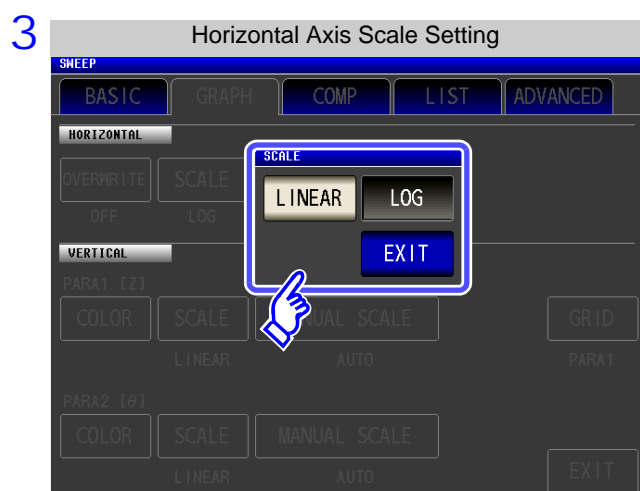 3 Horizontal Axis Scale Setting
SWEEP
BASIC GRAPH COMP LIST ADVANCED
HORIZONTAL
SCALE
OVERWRITE SCALE LINEAR LOG
OFF LOG
EXIT
VERTICAL
PARA1 [Z]
COLOR SCALE MANUAL SCALE GRID
LINEAR AUTO PARA1
PARA2 [θ]
COLOR SCALE MANUAL SCALE
LINEAR AUTO EXIT